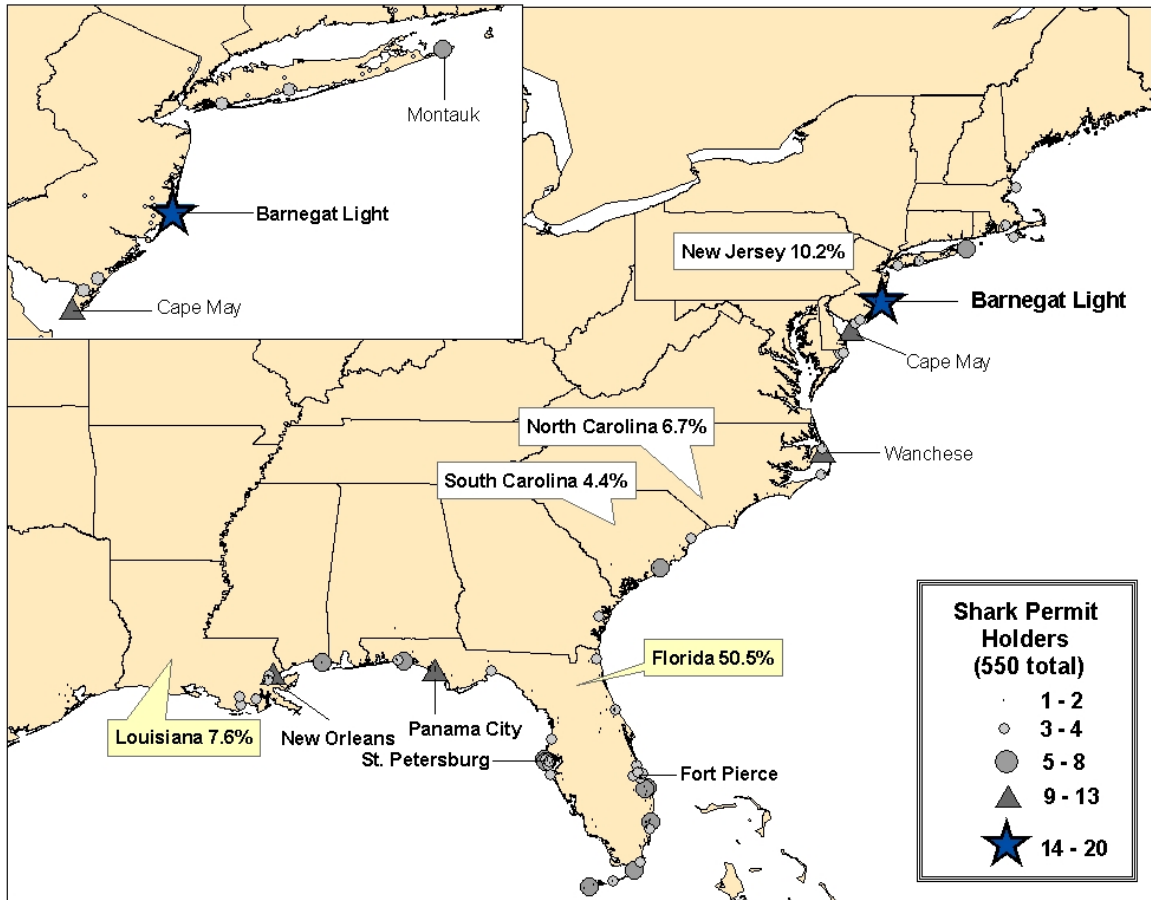 Montauk
Barnegat Light
Cape May
New Jersey 10.2%
Barnegat Light
Cape May
North Carolina 6.7%
Wanchese
South Carolina 4.4%
Florida 50.5%
Louisiana 7.6%
New Orleans
Panama City
St. Petersburg
Fort Pierce
Shark Permit
Holders
(550 total)
1 - 2
3 - 4
5 - 8
9 - 13
14 - 20